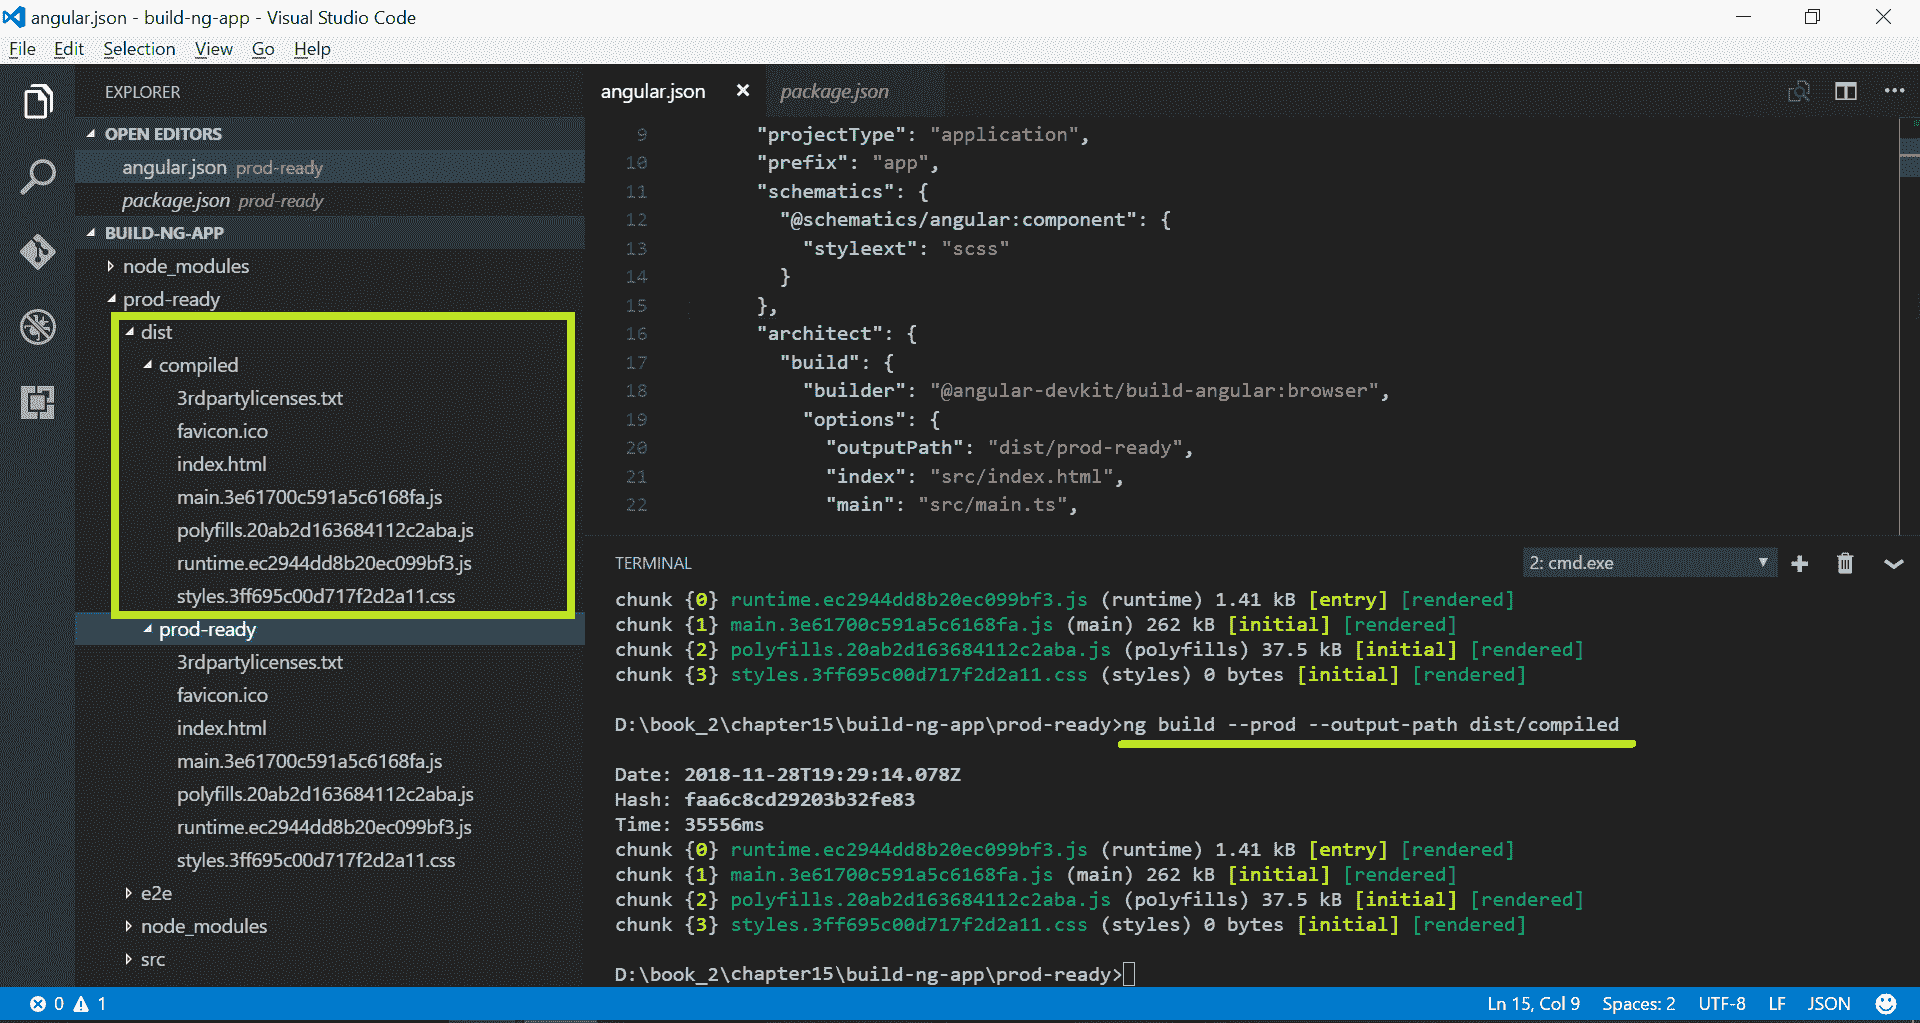 angular.json - build-ng-app - Visual Studio Code
File Edit Selection View Go Help
EXPLORER
OPEN EDITORS
angular.json prod-ready
package.json prod-ready
BUILD-NG-APP
node_modules
prod-ready
dist
compiled
3rdpartylicenses.txt
favicon.ico
index.html
main.3e61700c591a5c6168fa.js
polyfills.20ab2d163684112c2aba.js
runtime.ec2944dd8b20ec099bf3.js
styles.3ff695c00d717f2d2a11.css
prod-ready
3rdpartylicenses.txt
favicon.ico
index.html
main.3e61700c591a5c6168fa.js
polyfills.20ab2d163684112c2aba.js
runtime.ec2944dd8b20ec099bf3.js
styles.3ff695c00d717f2d2a11.css
e2e
node_modules
src
angular.json package.json
9 "projectType": "application",
10 "prefix": "app",
11 "schematics": {
12 "@schematics/angular:component": {
13 "styleext": "scss"
14 }
15 },
16 "architect": {
17 "build": {
18 "builder": "@angular-devkit/build-angular:browser",
19 "options": {
20 "outputPath": "dist/prod-ready",
21 "index": "src/index.html",
22 "main": "src/main.ts",
TERMINAL 2: cmd.exe
chunk {0} runtime.ec2944dd8b20ec099bf3.js (runtime) 1.41 kB [entry] [rendered]
chunk {1} main.3e61700c591a5c6168fa.js (main) 262 kB [initial] [rendered]
chunk {2} polyfills.20ab2d163684112c2aba.js (polyfills) 37.5 kB [initial] [rendered]
chunk {3} styles.3ff695c00d717f2d2a11.css (styles) 0 bytes [initial] [rendered]
D:\book_2\chapter15\build-ng-app\prod-ready>ng build --prod --output-path dist/compiled
Date: 2018-11-28T19:29:14.078Z
Hash: faa6c8cd29203b32fe83
Time: 35556ms
chunk {0} runtime.ec2944dd8b20ec099bf3.js (runtime) 1.41 kB [entry] [rendered]
chunk {1} main.3e61700c591a5c6168fa.js (main) 262 kB [initial] [rendered]
chunk {2} polyfills.20ab2d163684112c2aba.js (polyfills) 37.5 kB [initial] [rendered]
chunk {3} styles.3ff695c00d717f2d2a11.css (styles) 0 bytes [initial] [rendered]
D:\book_2\chapter15\build-ng-app\prod-ready>
0 1 Ln 15, Col 9 Spaces: 2 UTF-8 LF JSON